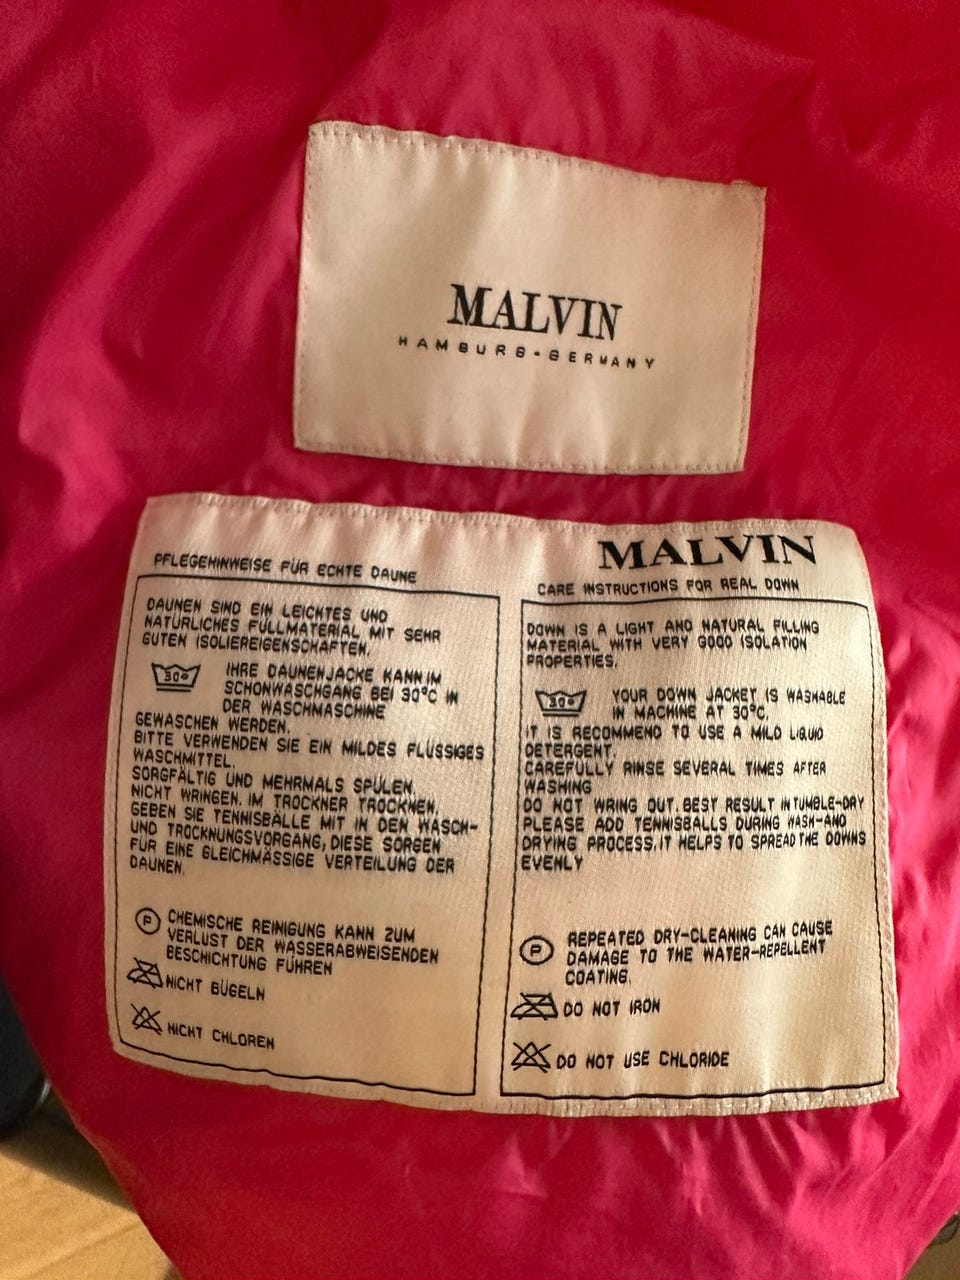 MALVIN
HAMBURG-GERMANY
PFLEGEHINWEISE FÜR ECHTE DAUNE
DAUNEN SIND EIN LEICHTES UND
NATÜRLICHES FÜLLMATERIAL MIT SEHR
GUTEN ISOLIEREIGENSCHAFTEN.
30° IHRE DAUNENJACKE KANN IM
SCHONWASCHGANG BEI 30°C IN
DER WASCHMASCHINE
GEWASCHEN WERDEN.
BITTE VERWENDEN SIE EIN MILDES FLÜSSIGES
WASCHMITTEL.
SORGFÄLTIG UND MEHRMALS SPÜLEN.
NICHT WRINGEN. IM TROCKNER TROCKNEN.
GEBEN SIE TENNISBÄLLE MIT IN DEN WASCH-
UND TROCKNUNGSVORGANG, DIESE SORGEN
FÜR EINE GLEICHMÄSSIGE VERTEILUNG DER
DAUNEN.
P CHEMISCHE REINIGUNG KANN ZUM
VERLUST DER WASSERABWEISENDEN
BESCHICHTUNG FÜHREN
NICHT BÜGELN
NICHT CHLOREN
MALVIN
CARE INSTRUCTIONS FOR REAL DOWN
DOWN IS A LIGHT AND NATURAL FILLING
MATERIAL WITH VERY GOOD ISOLATION
PROPERTIES.
30° YOUR DOWN JACKET IS WASHABLE
IN MACHINE AT 30°C.
IT IS RECOMMEND TO USE A MILD LIQUID
DETERGENT.
CAREFULLY RINSE SEVERAL TIMES AFTER
WASHING
DO NOT WRING OUT. BEST RESULT IN TUMBLE-DRY
PLEASE ADD TENNISBALLS DURING WASH-AND
DRYING PROCESS. IT HELPS TO SPREAD THE DOWNS
EVENLY
P REPEATED DRY-CLEANING CAN CAUSE
DAMAGE TO THE WATER-REPELLENT
COATING.
DO NOT IRON
DO NOT USE CHLORIDE